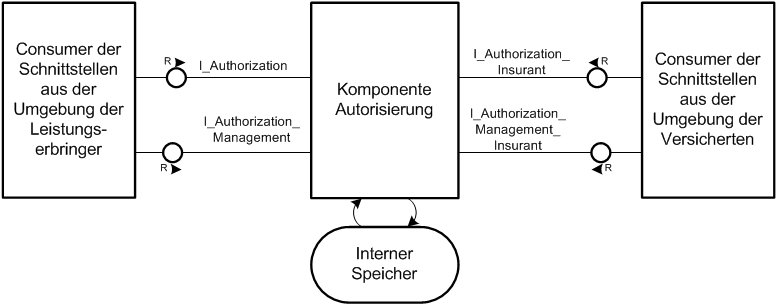 Consumer der
Schnittstellen
aus der
Umgebung der
Leistungs-
erbringer
R
I_Authorization
I_Authorization_
Management
R
Komponente
Autorisierung
I_Authorization_
Insurant
R
I_Authorization_
Management_
Insurant
R
Consumer der
Schnittstellen
aus der
Umgebung der
Versicherten
Interner
Speicher